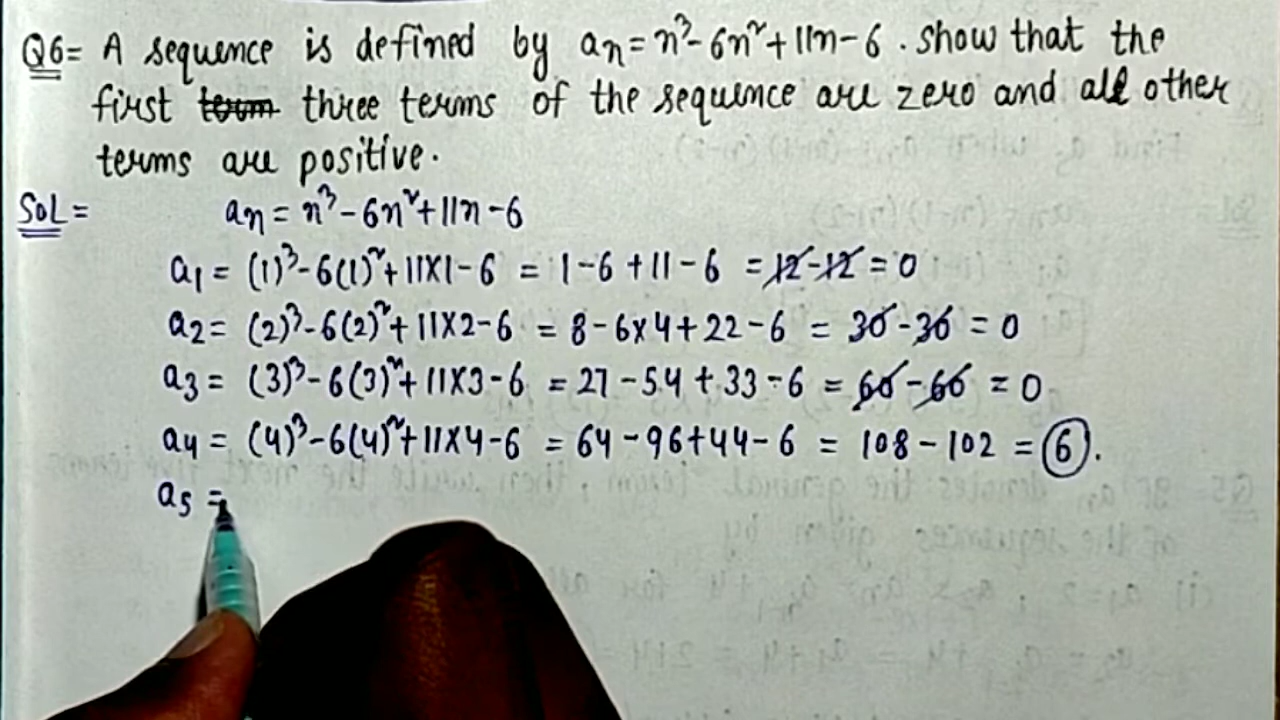 Q6= A sequence is defined by an = n³- 6n²+ 11n - 6. Show that the
first three terms of the sequence are zero and all other
terms are positive.
Sol= an = n³ - 6n² + 11n - 6
a1 = (1)³ - 6(1)² + 11×1 - 6 = 1 - 6 + 11 - 6 = 12 - 12 = 0
a2 = (2)³ - 6(2)² + 11×2 - 6 = 8 - 6×4 + 22 - 6 = 30 - 30 = 0
a3 = (3)³ - 6(3)² + 11×3 - 6 = 27 - 54 + 33 - 6 = 60 - 60 = 0
a4 = (4)³ - 6(4)² + 11×4 - 6 = 64 - 96 + 44 - 6 = 108 - 102 = 6.
a5 =